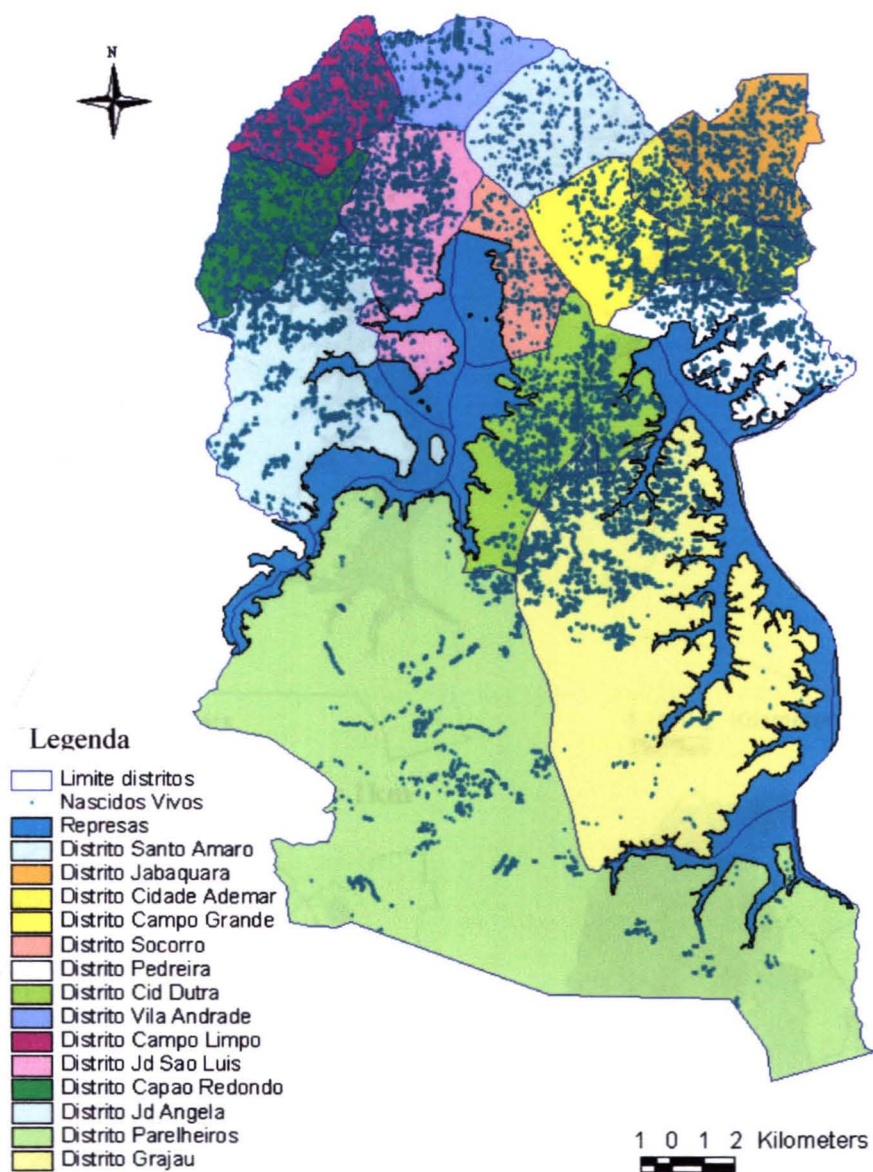 N
Legenda
Limite distritos
Nascidos Vivos
Represas
Distrito Santo Amaro
Distrito Jabaquara
Distrito Cidade Ademar
Distrito Campo Grande
Distrito Socorro
Distrito Pedreira
Distrito Cid Dutra
Distrito Vila Andrade
Distrito Campo Limpo
Distrito Jd Sao Luis
Distrito Capao Redondo
Distrito Jd Angela
Distrito Parelheiros
Distrito Grajau
1 0 1 2 Kilometers